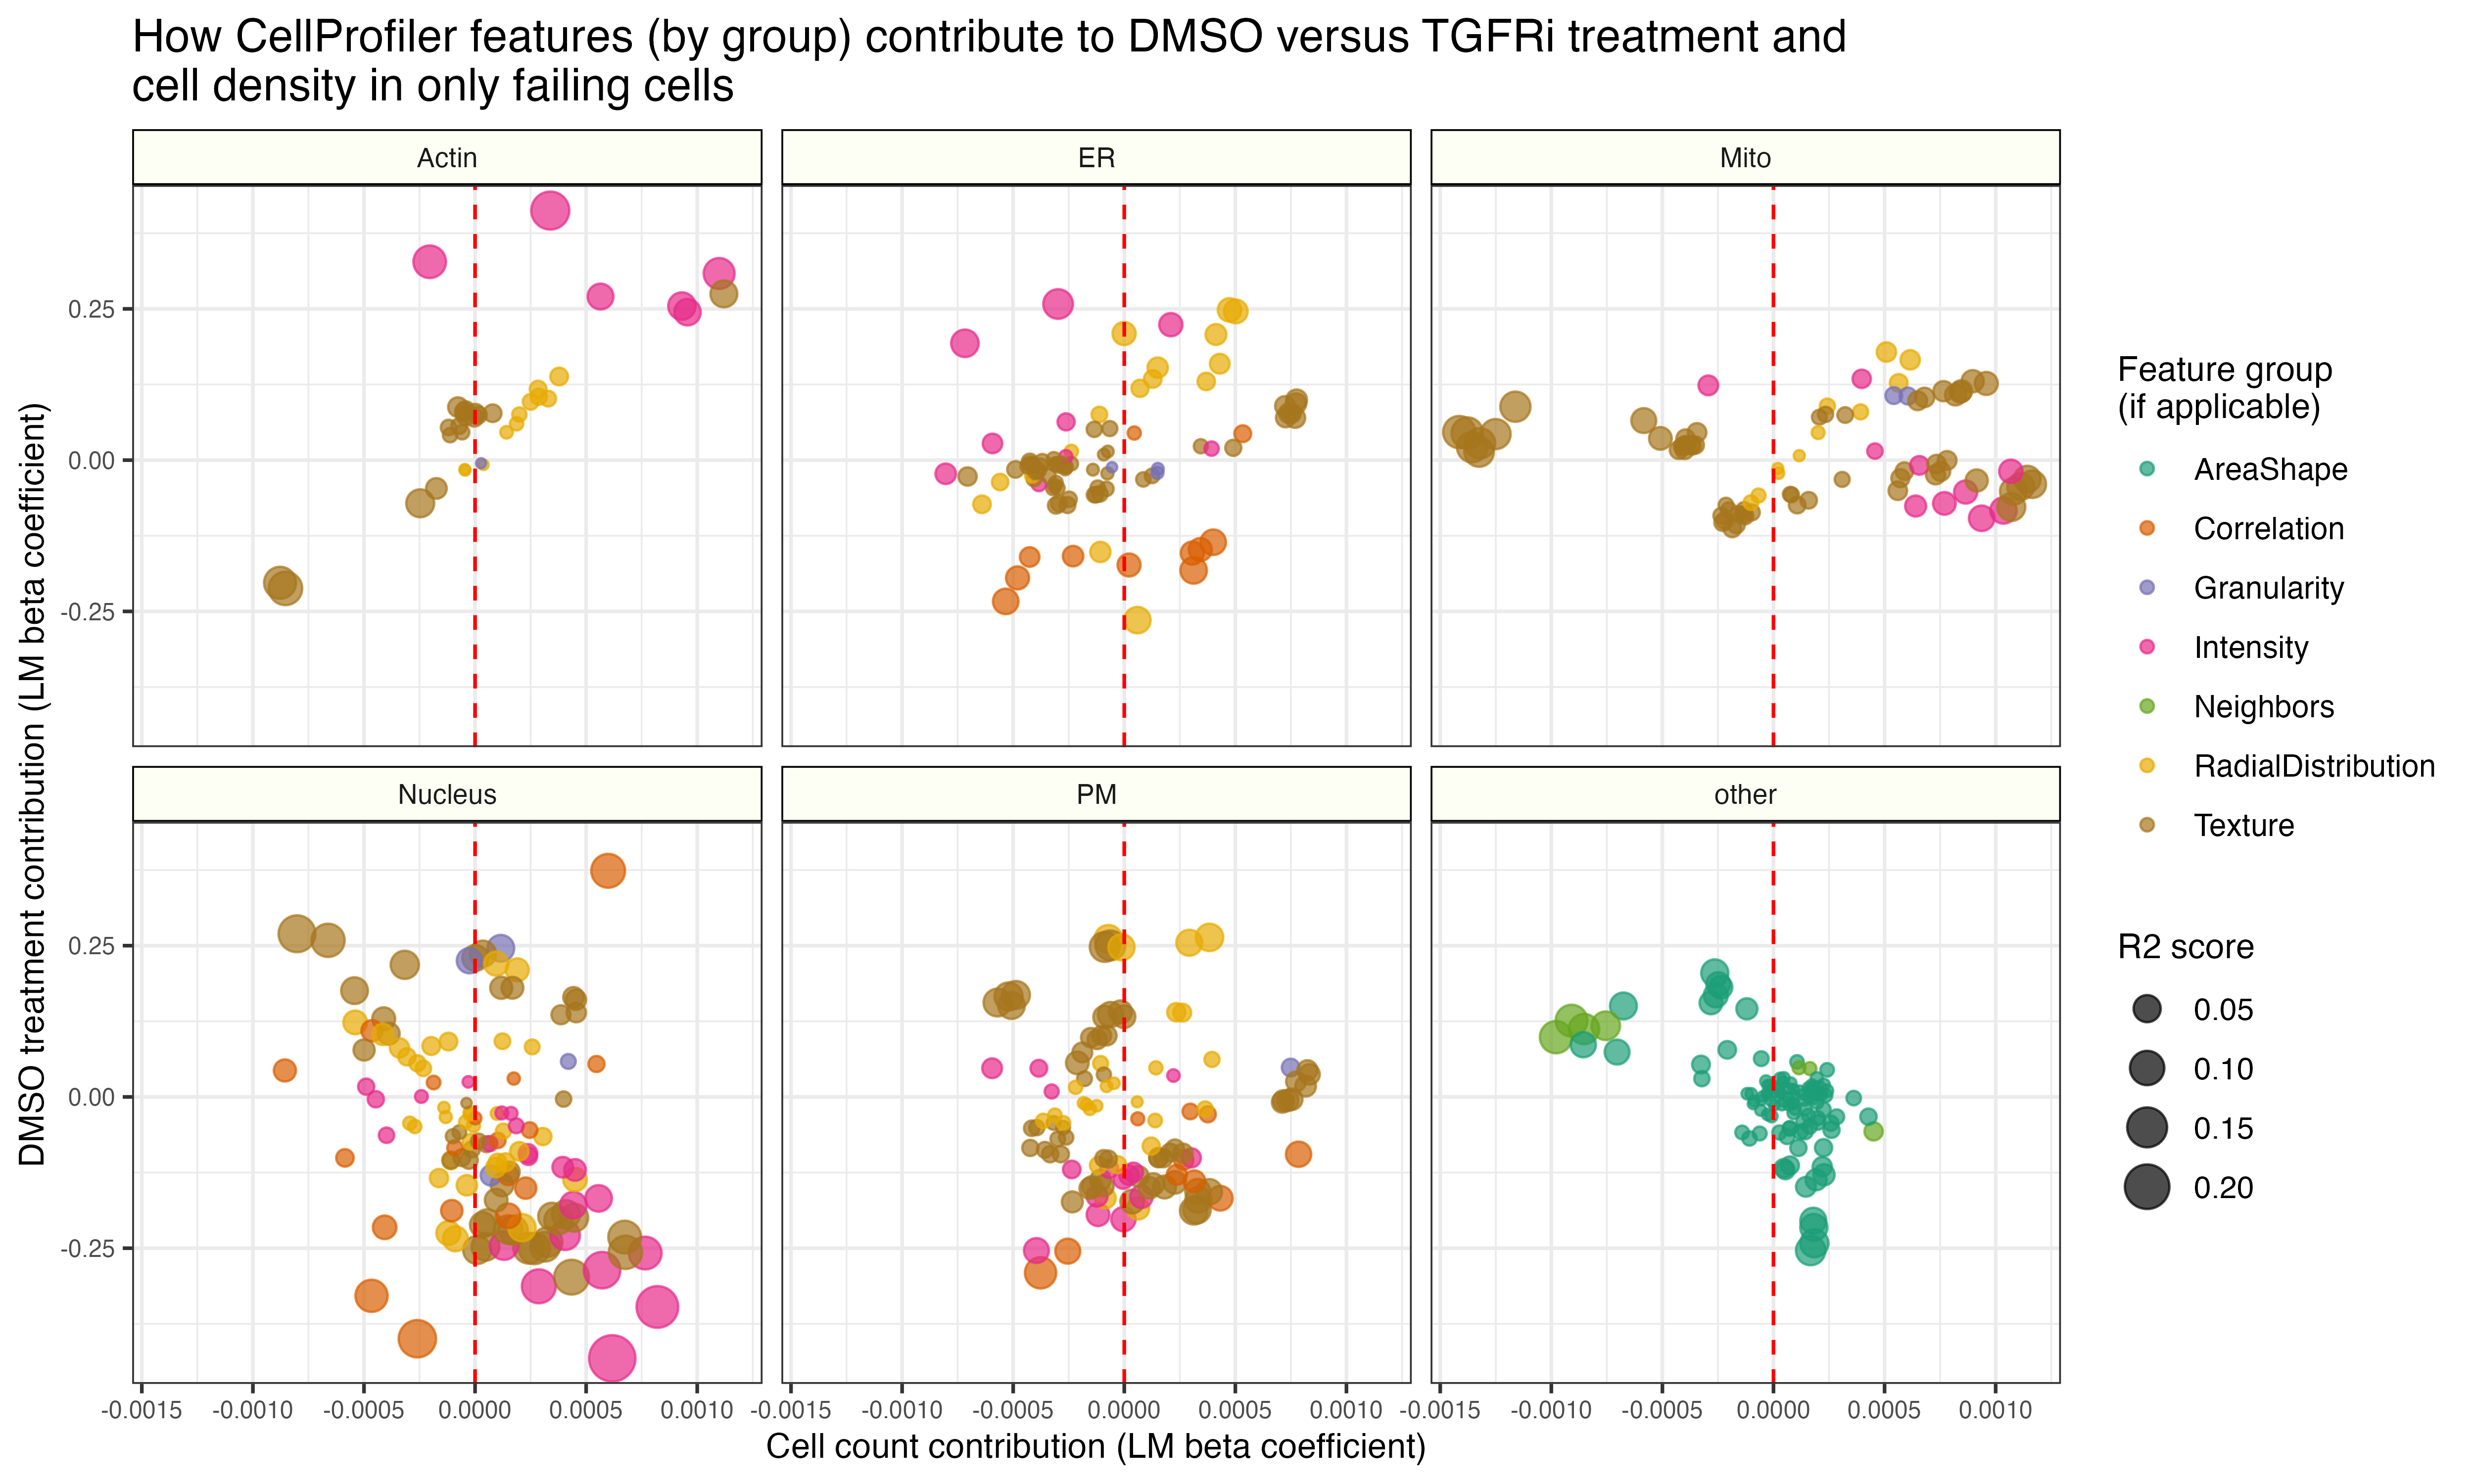 How CellProfiler features (by group) contribute to DMSO versus TGFRi treatment and
cell density in only failing cells
Actin
ER
Mito
0.25
0.00
-0.25
DMSO treatment contribution (LM beta coefficient)
Nucleus
PM
other
0.25
0.00
-0.25
-0.0015 -0.0010 -0.0005 0.0000 0.0005 0.0010
-0.0015 -0.0010 -0.0005 0.0000 0.0005 0.0010
-0.0015 -0.0010 -0.0005 0.0000 0.0005 0.0010
Cell count contribution (LM beta coefficient)
Feature group
(if applicable)
AreaShape
Correlation
Granularity
Intensity
Neighbors
RadialDistribution
Texture
R2 score
0.05
0.10
0.15
0.20